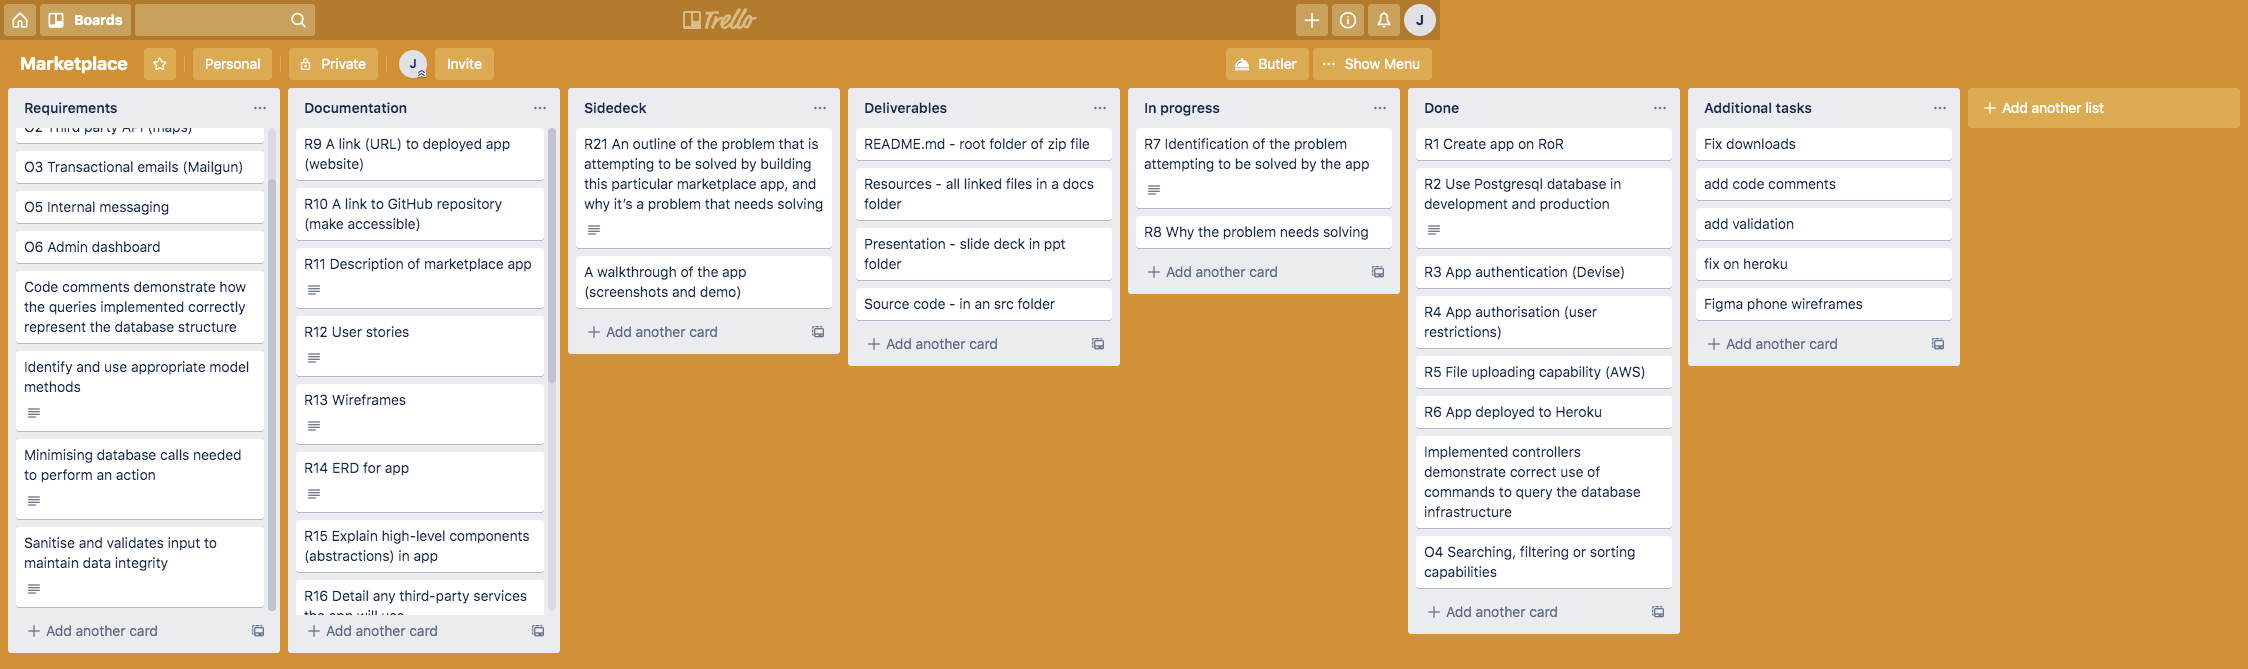 Boards
Trello
J
Marketplace
Personal
Private
J
Invite
Butler
Show Menu
Requirements
O2 Third party API (maps)
O3 Transactional emails (Mailgun)
O5 Internal messaging
O6 Admin dashboard
Code comments demonstrate how
the queries implemented correctly
represent the database structure
Identify and use appropriate model
methods
Minimising database calls needed
to perform an action
Sanitise and validates input to
maintain data integrity
Add another card
Documentation
R9 A link (URL) to deployed app
(website)
R10 A link to GitHub repository
(make accessible)
R11 Description of marketplace app
R12 User stories
R13 Wireframes
R14 ERD for app
R15 Explain high-level components
(abstractions) in app
R16 Detail any third-party services
the app will use
Add another card
Sidedeck
R21 An outline of the problem that is
attempting to be solved by building
this particular marketplace app, and
why it's a problem that needs solving
A walkthrough of the app
(screenshots and demo)
Add another card
Deliverables
README.md - root folder of zip file
Resources - all linked files in a docs
folder
Presentation - slide deck in ppt
folder
Source code - in an src folder
Add another card
In progress
R7 Identification of the problem
attempting to be solved by the app
R8 Why the problem needs solving
Add another card
Done
R1 Create app on RoR
R2 Use Postgresql database in
development and production
R3 App authentication (Devise)
R4 App authorisation (user
restrictions)
R5 File uploading capability (AWS)
R6 App deployed to Heroku
Implemented controllers
demonstrate correct use of
commands to query the database
infrastructure
O4 Searching, filtering or sorting
capabilities
Add another card
Additional tasks
Fix downloads
add code comments
add validation
fix on heroku
Figma phone wireframes
Add another card
Add another list